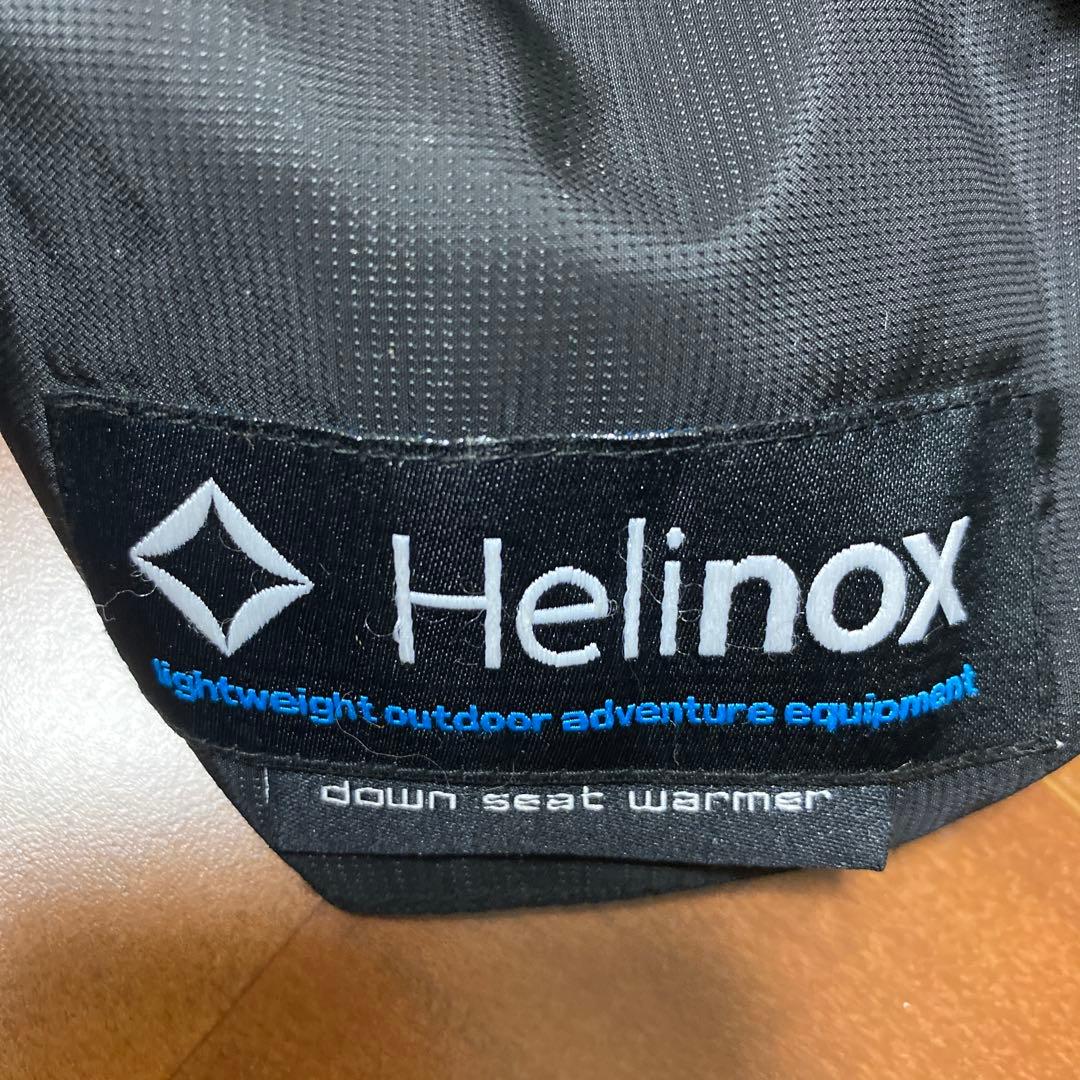 Helinox
lightweight outdoor adventure equipment
down seat warmer